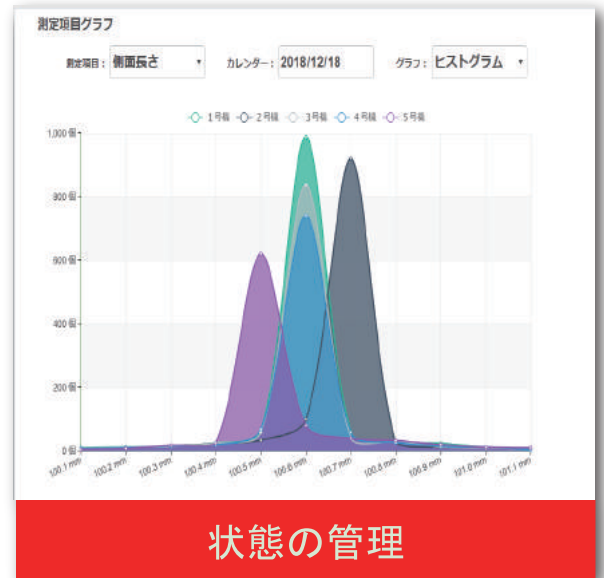 測定項目グラフ
測定項目： 側面長さ カレンダー： 2018/12/18 グラフ： ヒストグラム
1号機 2号機 3号機 4号機 5号機
1,000 個
800 個
600 個
400 個
200 個
0 個
100.1 mm 100.2 mm 100.3 mm 100.4 mm 100.5 mm 100.6 mm 100.7 mm 100.8 mm 100.9 mm 101.0 mm 101.1 mm
状態の管理